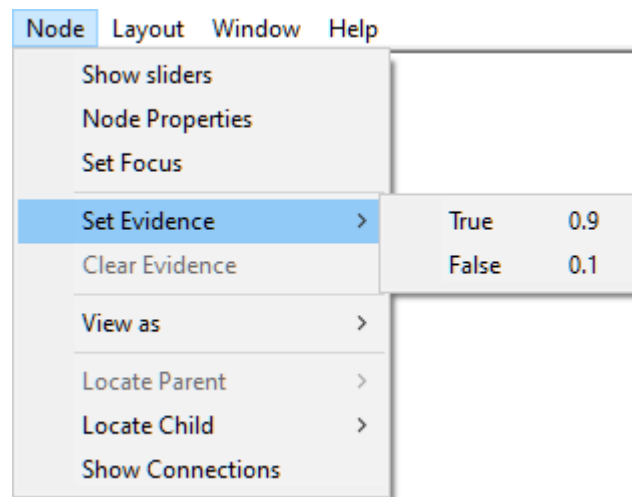 Node Layout Window Help
Show sliders
Node Properties
Set Focus
Set Evidence
True 0.9
False 0.1
Clear Evidence
View as
Locate Parent
Locate Child
Show Connections